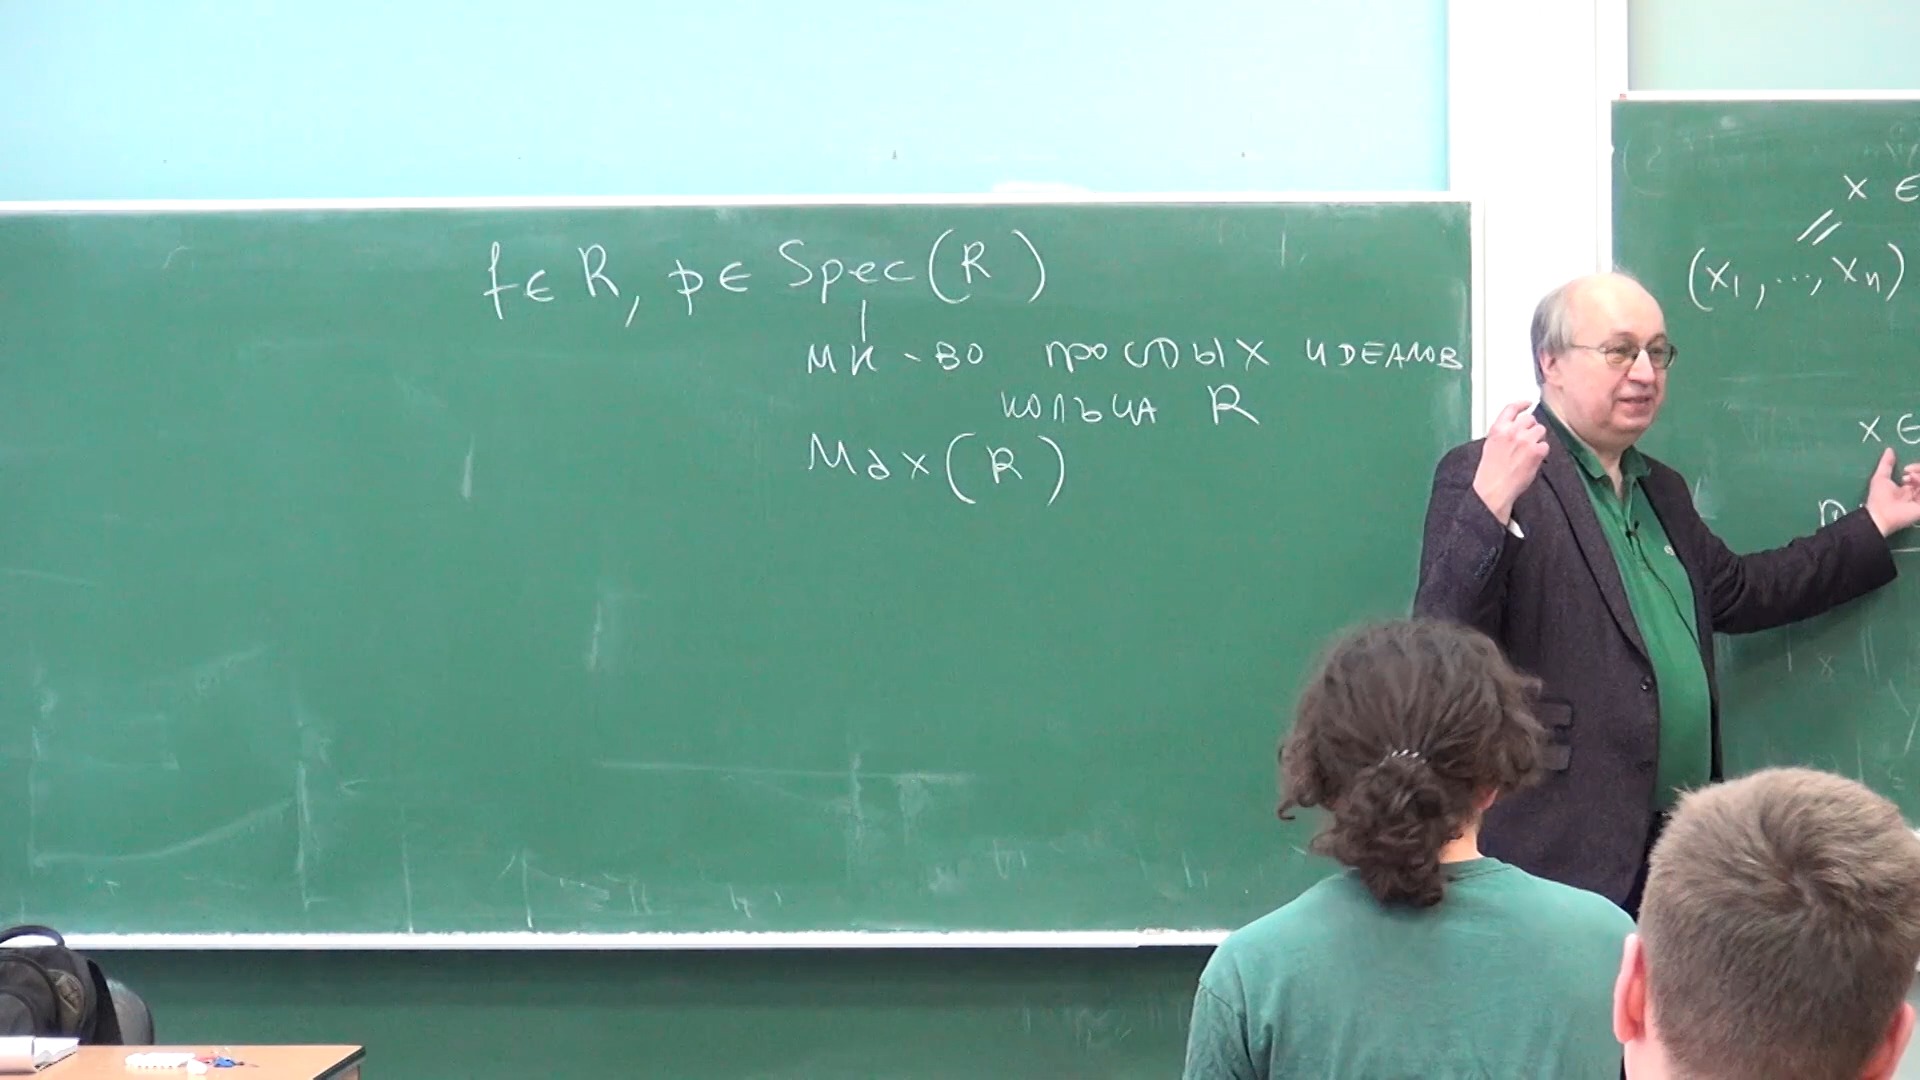 f ∈ R, p ∈ Spec(R)
мн-во простых идеалов
кольца R
Max(R)
x ∈
(x₁, ..., xₙ)
x ∈